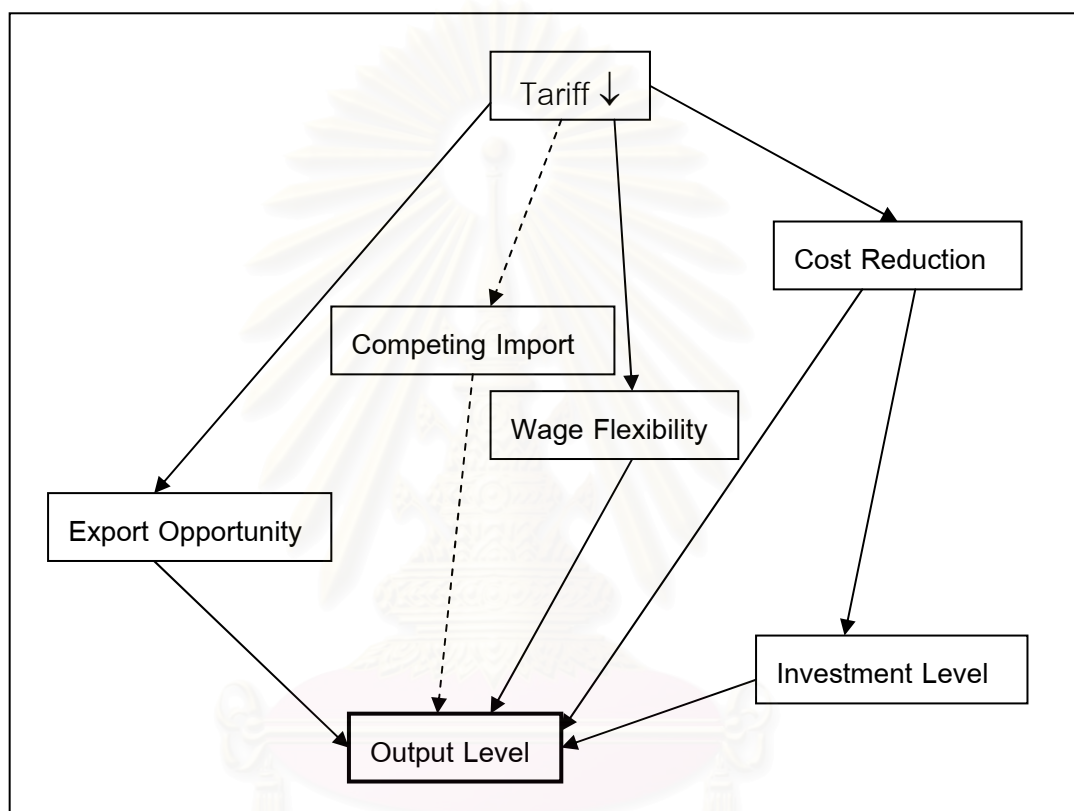 Tariff ↓
Cost Reduction
Competing Import
Wage Flexibility
Export Opportunity
Investment Level
Output Level